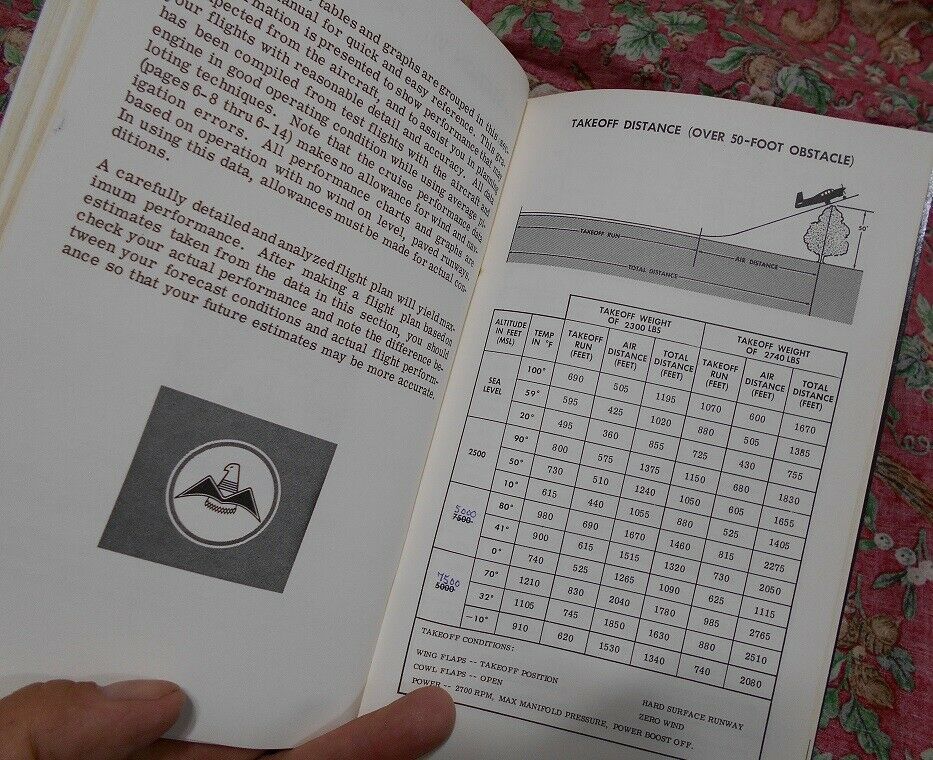 tables and graphs are grouped in this sec-
manual for quick and easy reference. This
mation is presented to show performance that may
expected from the aircraft, and to assist you in planning
your flights with reasonable detail and accuracy. All data
has been compiled from test flights with the aircraft and
engine in good operating condition while using average pi-
loting techniques. Note that the cruise performance data
(pages 6-8 thru 6-14) makes no allowance for wind and nav-
igation errors. All performance charts and graphs are
based on operation with no wind on level, paved runways.
In using this data, allowances must be made for actual con-
ditions.
A carefully detailed and analyzed flight plan will yield max-
imum performance. After making a flight plan based on
estimates taken from the data in this section, you should
check your actual performance and note the difference be-
tween your forecast conditions and actual flight perform-
ance so that your future estimates may be more accurate.
TAKEOFF DISTANCE (OVER 50-FOOT OBSTACLE)
50'
TAKEOFF RUN
AIR DISTANCE
TOTAL DISTANCE
TAKEOFF WEIGHT OF 2300 LBS TAKEOFF WEIGHT OF 2740 LBS
ALTITUDE IN FEET (MSL) TEMP IN °F TAKEOFF RUN (FEET) AIR DISTANCE (FEET) TOTAL DISTANCE (FEET) TAKEOFF RUN (FEET) AIR DISTANCE (FEET) TOTAL DISTANCE (FEET)
SEA LEVEL
100° 690 505 1195 1070 600 1670
59° 595 425 1020 880 505 1385
20° 495 360 855 725 430 755
2500
90° 800 575 1375 1150 680 1830
50° 730 510 1240 1050 605 1655
10° 615 440 1055 880 525 1405
5000
7500
80° 980 690 1670 1460 815 2275
41° 900 615 1515 1320 730 2050
0° 740 525 1265 1090 625 1115
7500
5000
70° 1210 830 2040 1780 985 2765
32° 1105 745 1850 1630 880 2510
-10° 910 620 1530 1340 740 2080
TAKEOFF CONDITIONS:
WING FLAPS -- TAKEOFF POSITION
COWL FLAPS -- OPEN
HARD SURFACE RUNWAY
POWER -- 2700 RPM, MAX MANIFOLD PRESSURE, POWER BOOST OFF.
ZERO WIND